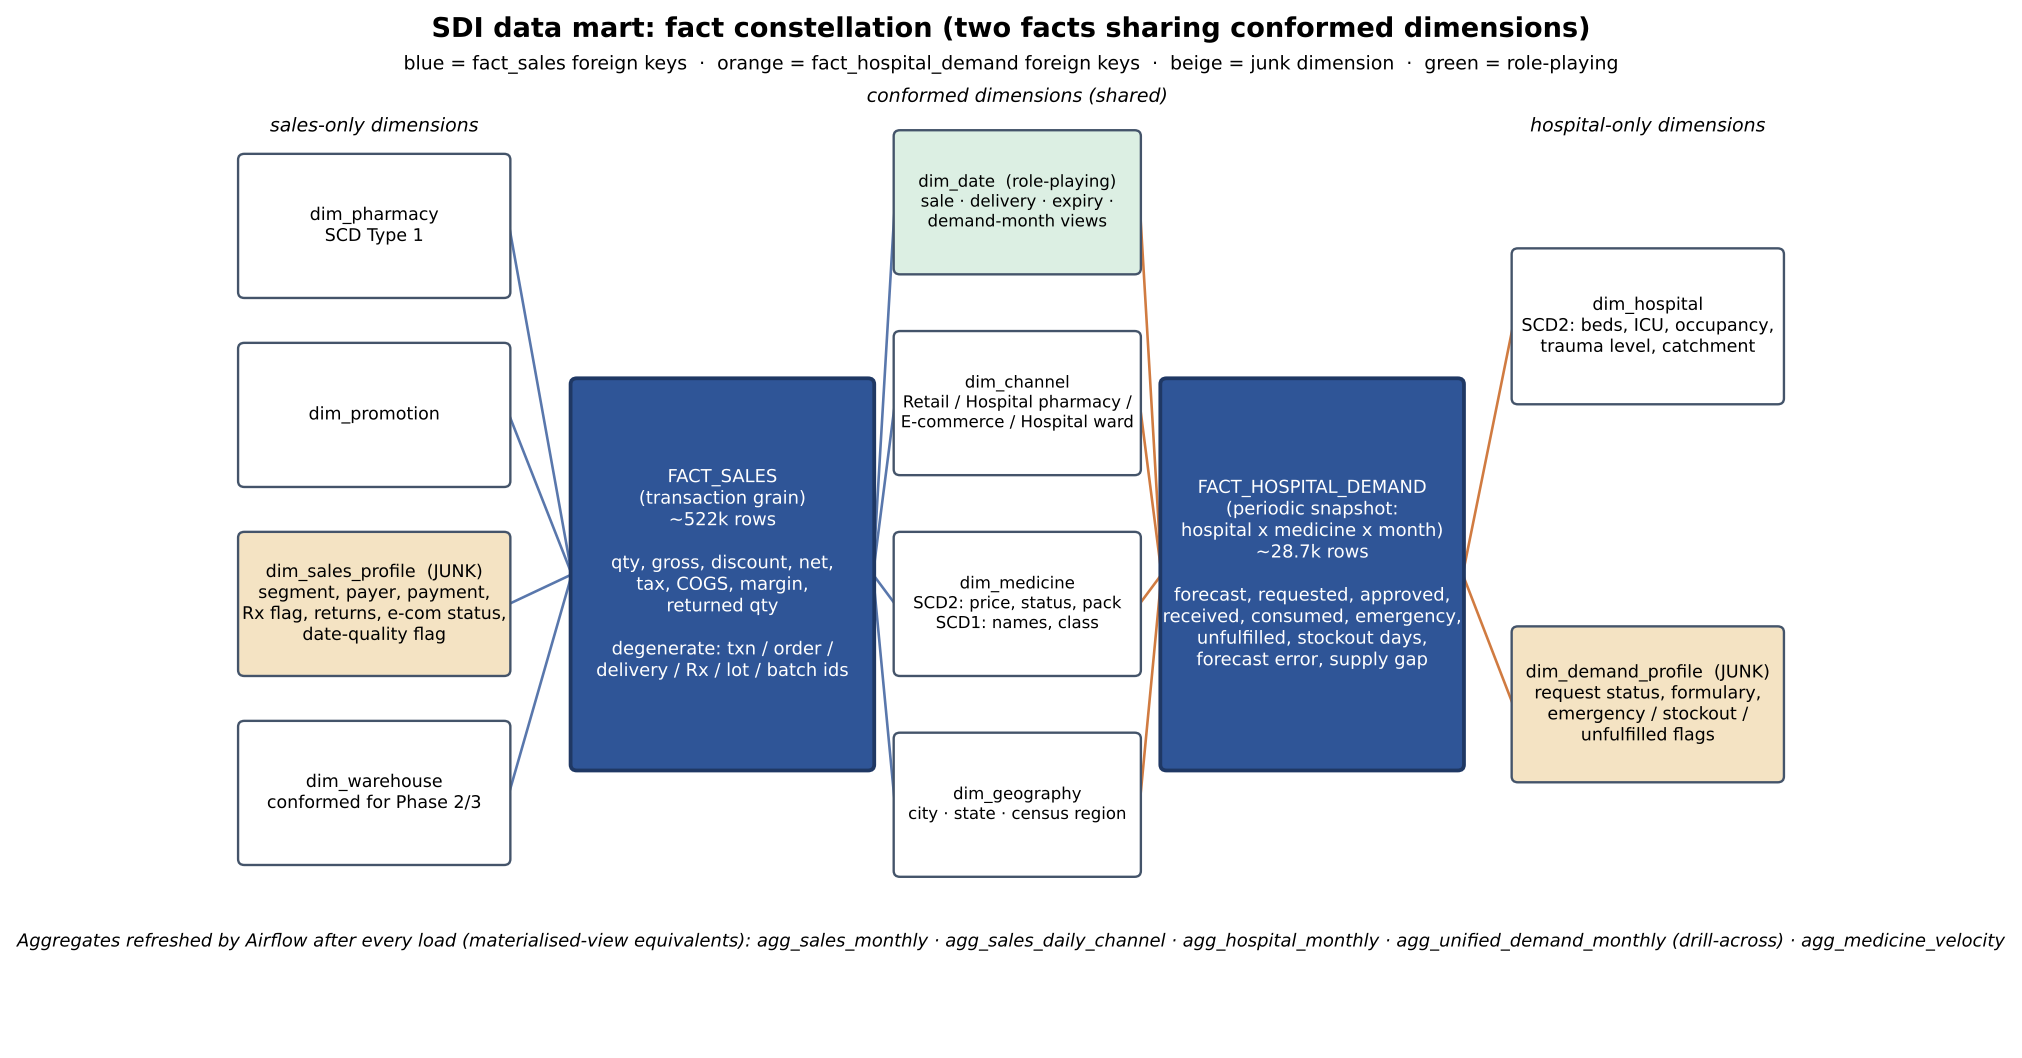 SDI data mart: fact constellation (two facts sharing conformed dimensions)
blue = fact_sales foreign keys · orange = fact_hospital_demand foreign keys · beige = junk dimension · green = role-playing
conformed dimensions (shared)
sales-only dimensions
hospital-only dimensions
dim_pharmacy
SCD Type 1
dim_promotion
dim_sales_profile (JUNK)
segment, payer, payment,
Rx flag, returns, e-com status,
date-quality flag
dim_warehouse
conformed for Phase 2/3
FACT_SALES
(transaction grain)
~522k rows
qty, gross, discount, net,
tax, COGS, margin,
returned qty
degenerate: txn / order /
delivery / Rx / lot / batch ids
dim_date (role-playing)
sale · delivery · expiry ·
demand-month views
dim_channel
Retail / Hospital pharmacy /
E-commerce / Hospital ward
dim_medicine
SCD2: price, status, pack
SCD1: names, class
dim_geography
city · state · census region
FACT_HOSPITAL_DEMAND
(periodic snapshot:
hospital x medicine x month)
~28.7k rows
forecast, requested, approved,
received, consumed, emergency,
unfulfilled, stockout days,
forecast error, supply gap
dim_hospital
SCD2: beds, ICU, occupancy,
trauma level, catchment
dim_demand_profile (JUNK)
request status, formulary,
emergency / stockout /
unfulfilled flags
Aggregates refreshed by Airflow after every load (materialised-view equivalents): agg_sales_monthly · agg_sales_daily_channel · agg_hospital_monthly · agg_unified_demand_monthly (drill-across) · agg_medicine_velocity